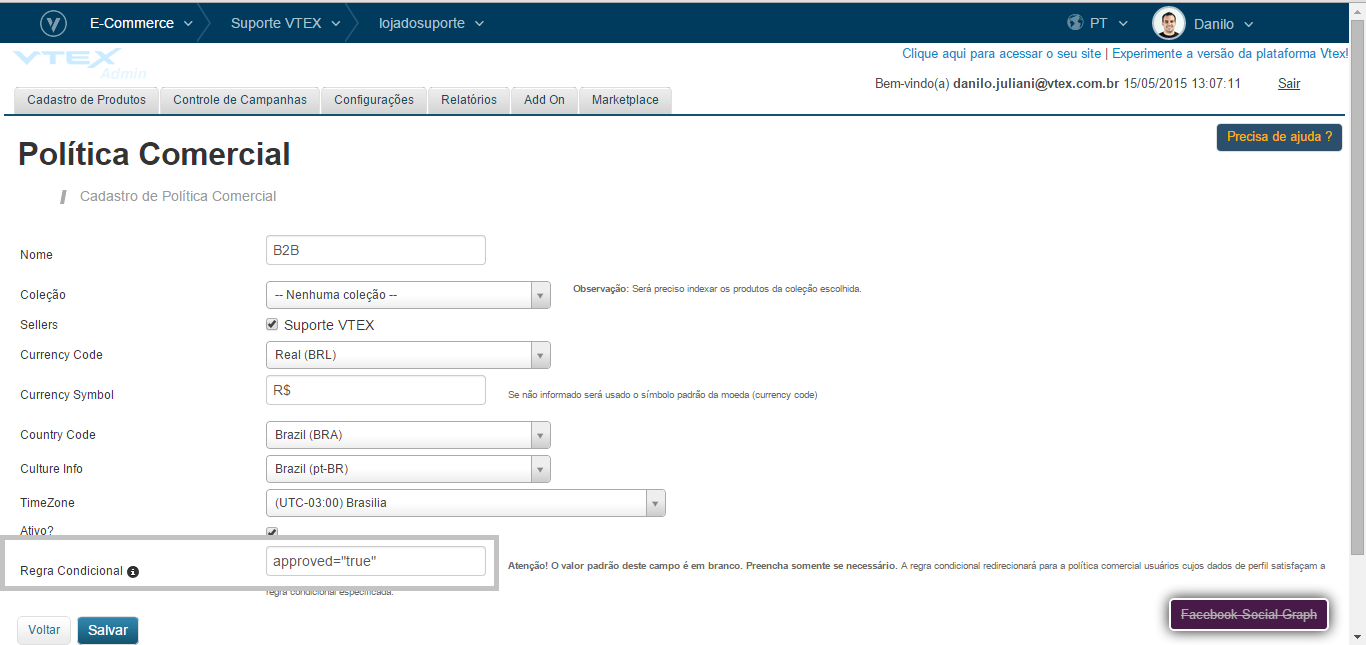 E-Commerce
Suporte VTEX
lojadosuporte
PT
Danilo
VTEX
Admin
Clique aqui para acessar o seu site | Experimente a versão da plataforma Vtex!
Bem-vindo(a) danilo.juliani@vtex.com.br 15/05/2015 13:07:11 Sair
Cadastro de Produtos
Controle de Campanhas
Configurações
Relatórios
Add On
Marketplace
Precisa de ajuda ?
Política Comercial
Cadastro de Política Comercial
Nome B2B
Coleção -- Nenhuma coleção -- Observação: Será preciso indexar os produtos da coleção escolhida.
Sellers Suporte VTEX
Currency Code Real (BRL)
Currency Symbol R$ Se não informado será usado o símbolo padrão da moeda (currency code)
Country Code Brazil (BRA)
Culture Info Brazil (pt-BR)
TimeZone (UTC-03:00) Brasilia
Ativo?
Regra Condicional approved="true" Atenção! O valor padrão deste campo é em branco. Preencha somente se necessário. A regra condicional redirecionará para a política comercial usuários cujos dados de perfil satisfaçam a
regra condicional especificada.
Facebook Social Graph
Voltar
Salvar